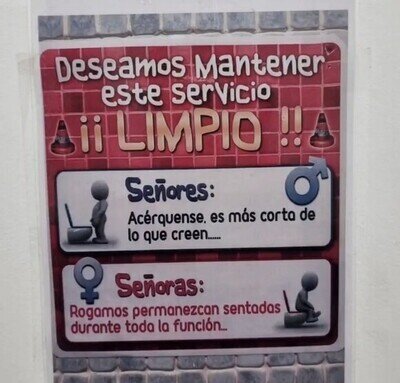 Deseamos Mantener
este servicio
¡¡ LIMPIO !!
Señores:
Acérquense, es más corta de
lo que creen......
Señoras:
Rogamos permanezcan sentadas
durante toda la función...